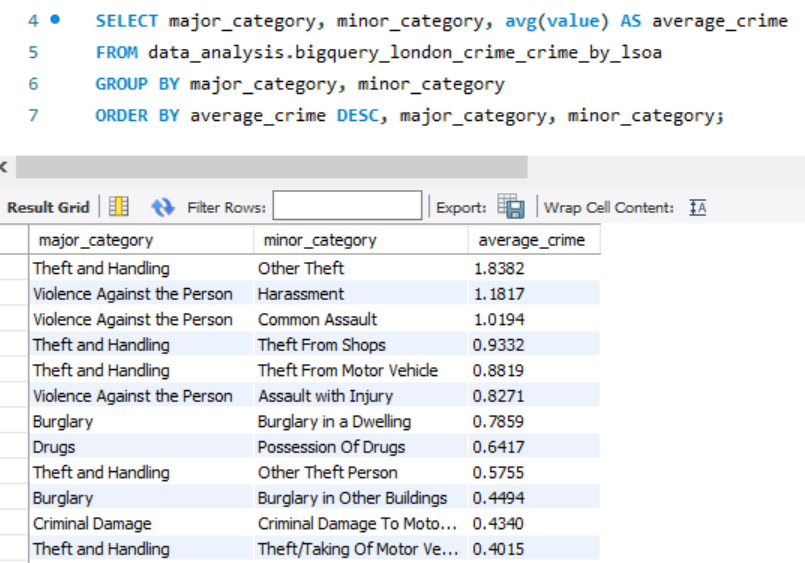 4 SELECT major_category, minor_category, avg(value) AS average_crime
5 FROM data_analysis.bigquery_london_crime_crime_by_lsoa
6 GROUP BY major_category, minor_category
7 ORDER BY average_crime DESC, major_category, minor_category;
Result Grid Filter Rows: Export: Wrap Cell Content: IA
major_category minor_category average_crime
Theft and Handling Other Theft 1.8382
Violence Against the Person Harassment 1.1817
Violence Against the Person Common Assault 1.0194
Theft and Handling Theft From Shops 0.9332
Theft and Handling Theft From Motor Vehicle 0.8819
Violence Against the Person Assault with Injury 0.8271
Burglary Burglary in a Dwelling 0.7859
Drugs Possession Of Drugs 0.6417
Theft and Handling Other Theft Person 0.5755
Burglary Burglary in Other Buildings 0.4494
Criminal Damage Criminal Damage To Moto... 0.4340
Theft and Handling Theft/Taking Of Motor Ve... 0.4015